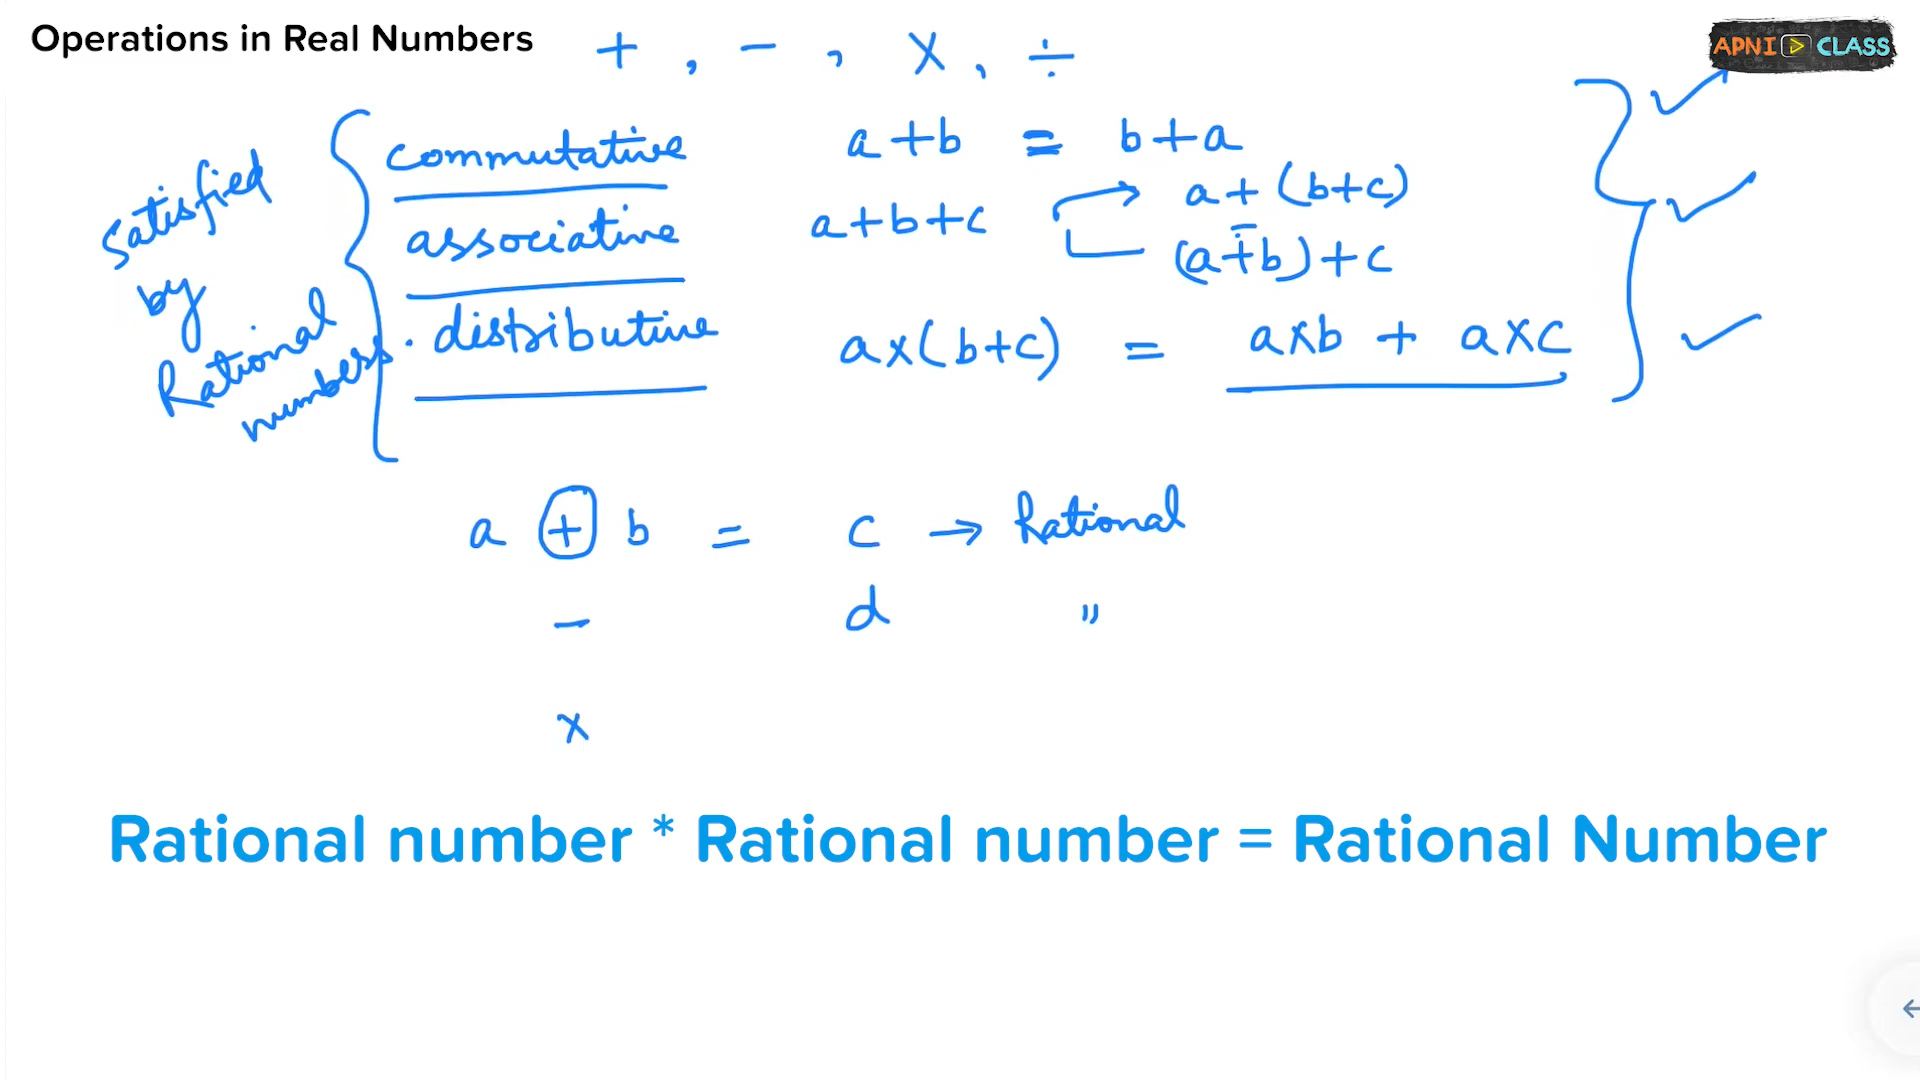 Operations in Real Numbers + , - , x , ÷
APNI CLASS
commutative a+b = b+a
associative a+b+c a+(b+c)
= (a+b)+c
distributive ax(b+c) = axb + axc
Satisfied
by
Rational
numbers.
a + b = c → Rational
- d "
x
Rational number * Rational number = Rational Number